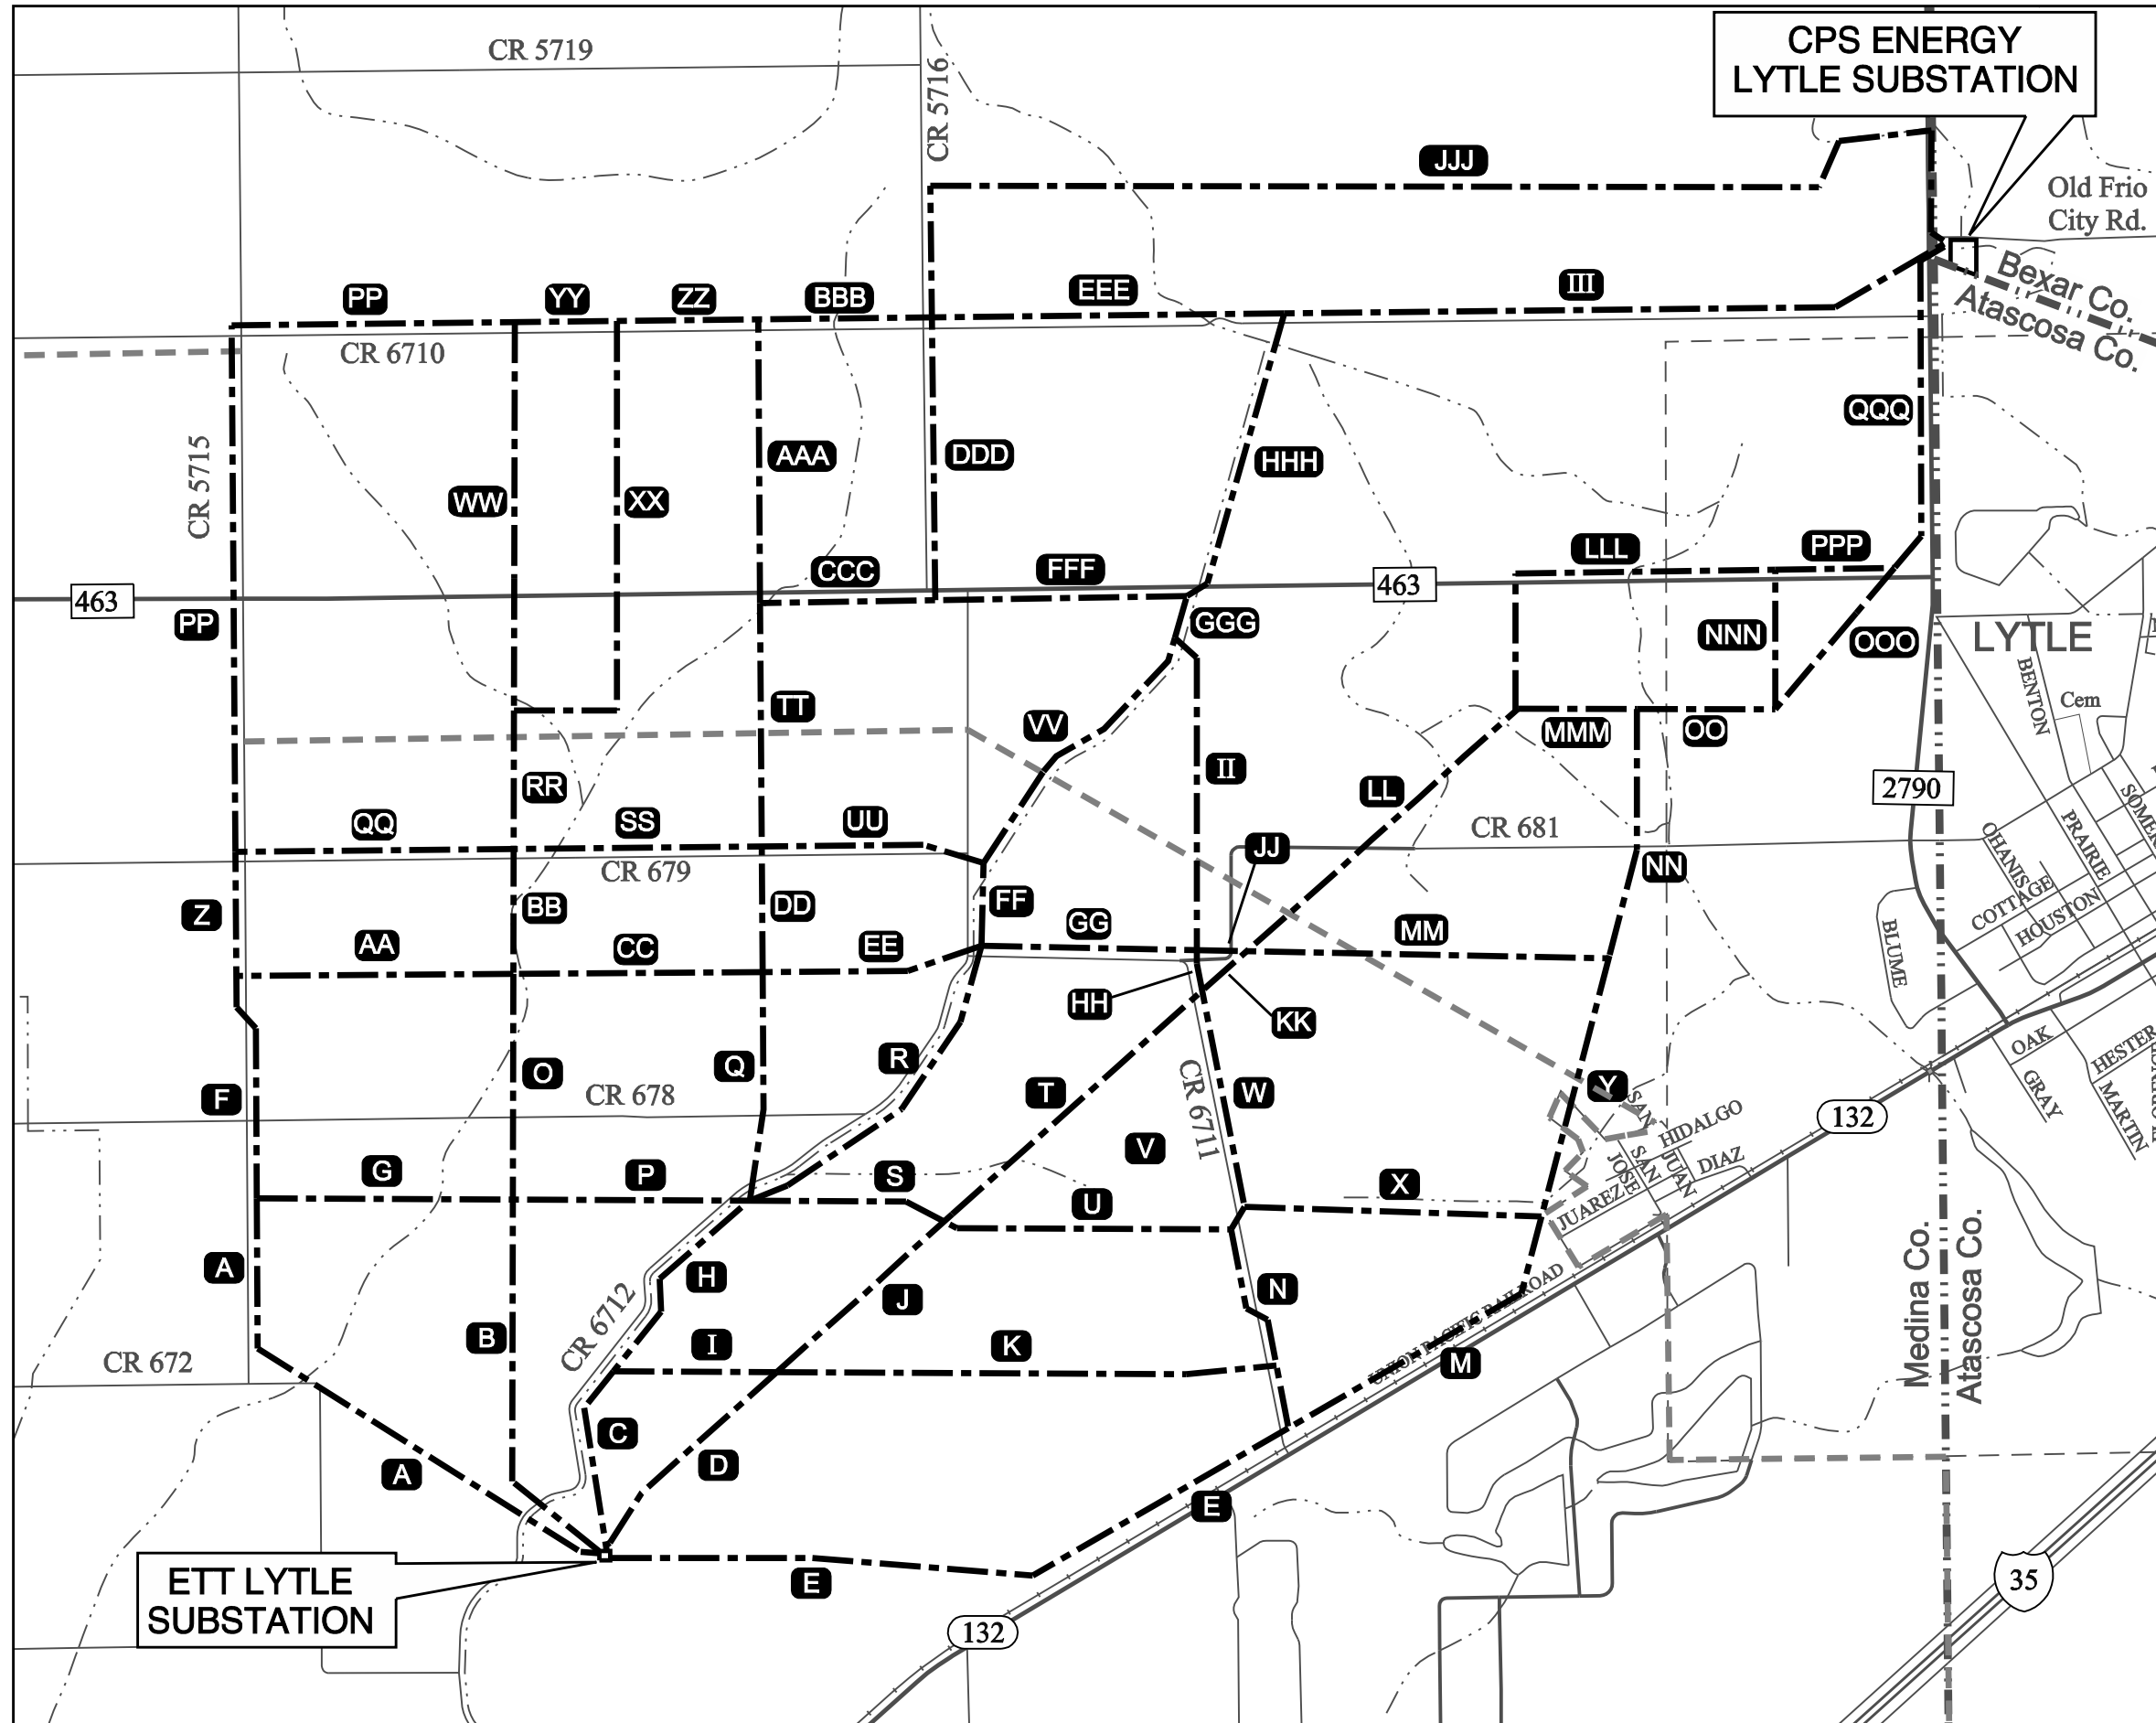 CR 5719
CR 5716
CPS ENERGY
LYTLE SUBSTATION
JJJ
Old Frio
City Rd.
Bexar Co.
Atascosa Co.
PP
YY
ZZ
BBB
EEE
III
CR 6710
CR 5715
WW
XX
AAA
DDD
HHH
QQQ
463
PP
CCC
FFF
463
LLL
PPP
GGG
NNN
OOO
LYTLE
BENTON
Cem
TT
VV
II
MMM
OO
RR
LL
2790
SOMER
QQ
SS
UU
CR 679
JJ
CR 681
NN
OHANIS
PRAIRIE
COTTAGE
HOUSTON
BLUME
Z
BB
DD
FF
GG
MM
AA
CC
EE
HH
KK
OAK
HESTER
GRAY
MARTIN
F
O
Q
R
CR 678
T
W
CR 6711
V
Y
SAN
HIDALGO
132
G
P
S
U
X
SAN
JUAN
DIAZ
JOSE
JUAREZ
A
H
J
N
B
CR 6712
I
K
CR 672
UNION PACIFIC RAILROAD
M
Medina Co.
Atascosa Co.
A
C
D
E
ETT LYTLE
SUBSTATION
E
132
35